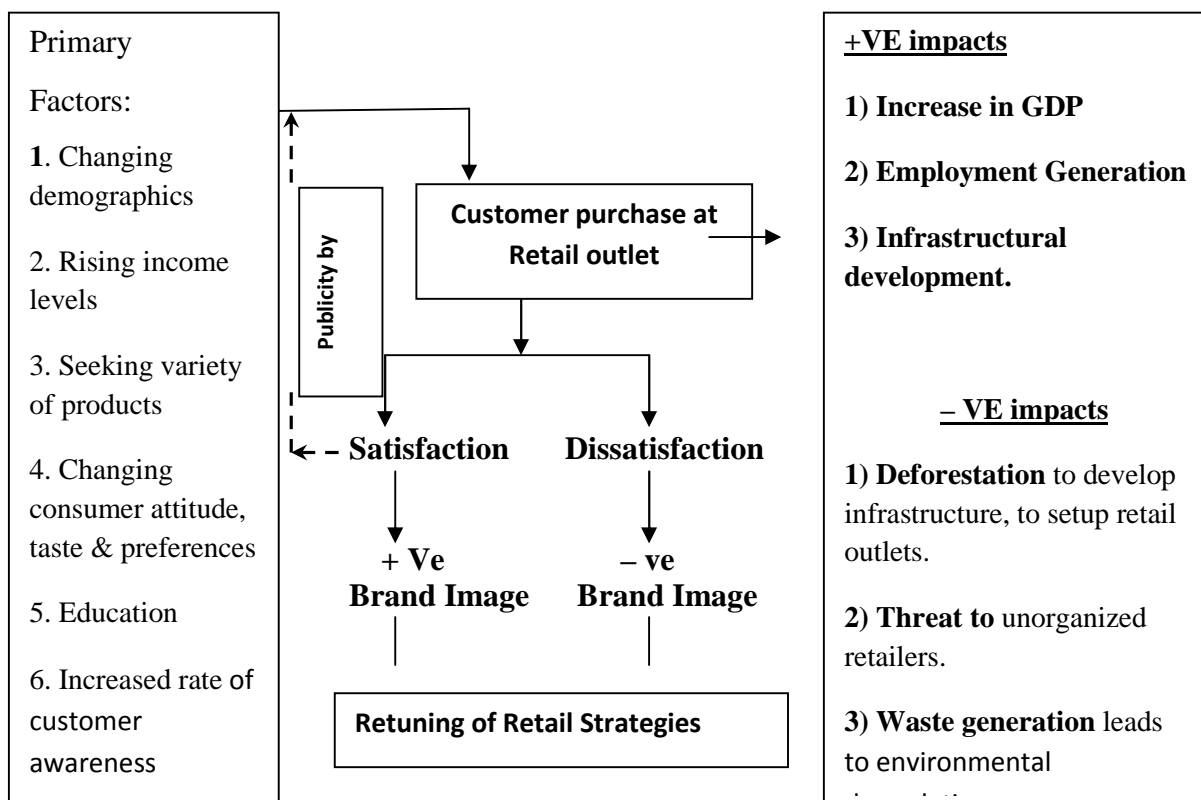 Primary
Factors:
1. Changing
demographics
2. Rising income
levels
3. Seeking variety
of products
4. Changing
consumer attitude,
taste & preferences
5. Education
6. Increased rate of
customer
awareness
Publicity by
Customer purchase at
Retail outlet
Satisfaction
Dissatisfaction
+ Ve
Brand Image
– ve
Brand Image
Retuning of Retail Strategies
+VE impacts
1) Increase in GDP
2) Employment Generation
3) Infrastructural
development.
– VE impacts
1) Deforestation to develop
infrastructure, to setup retail
outlets.
2) Threat to unorganized
retailers.
3) Waste generation leads
to environmental